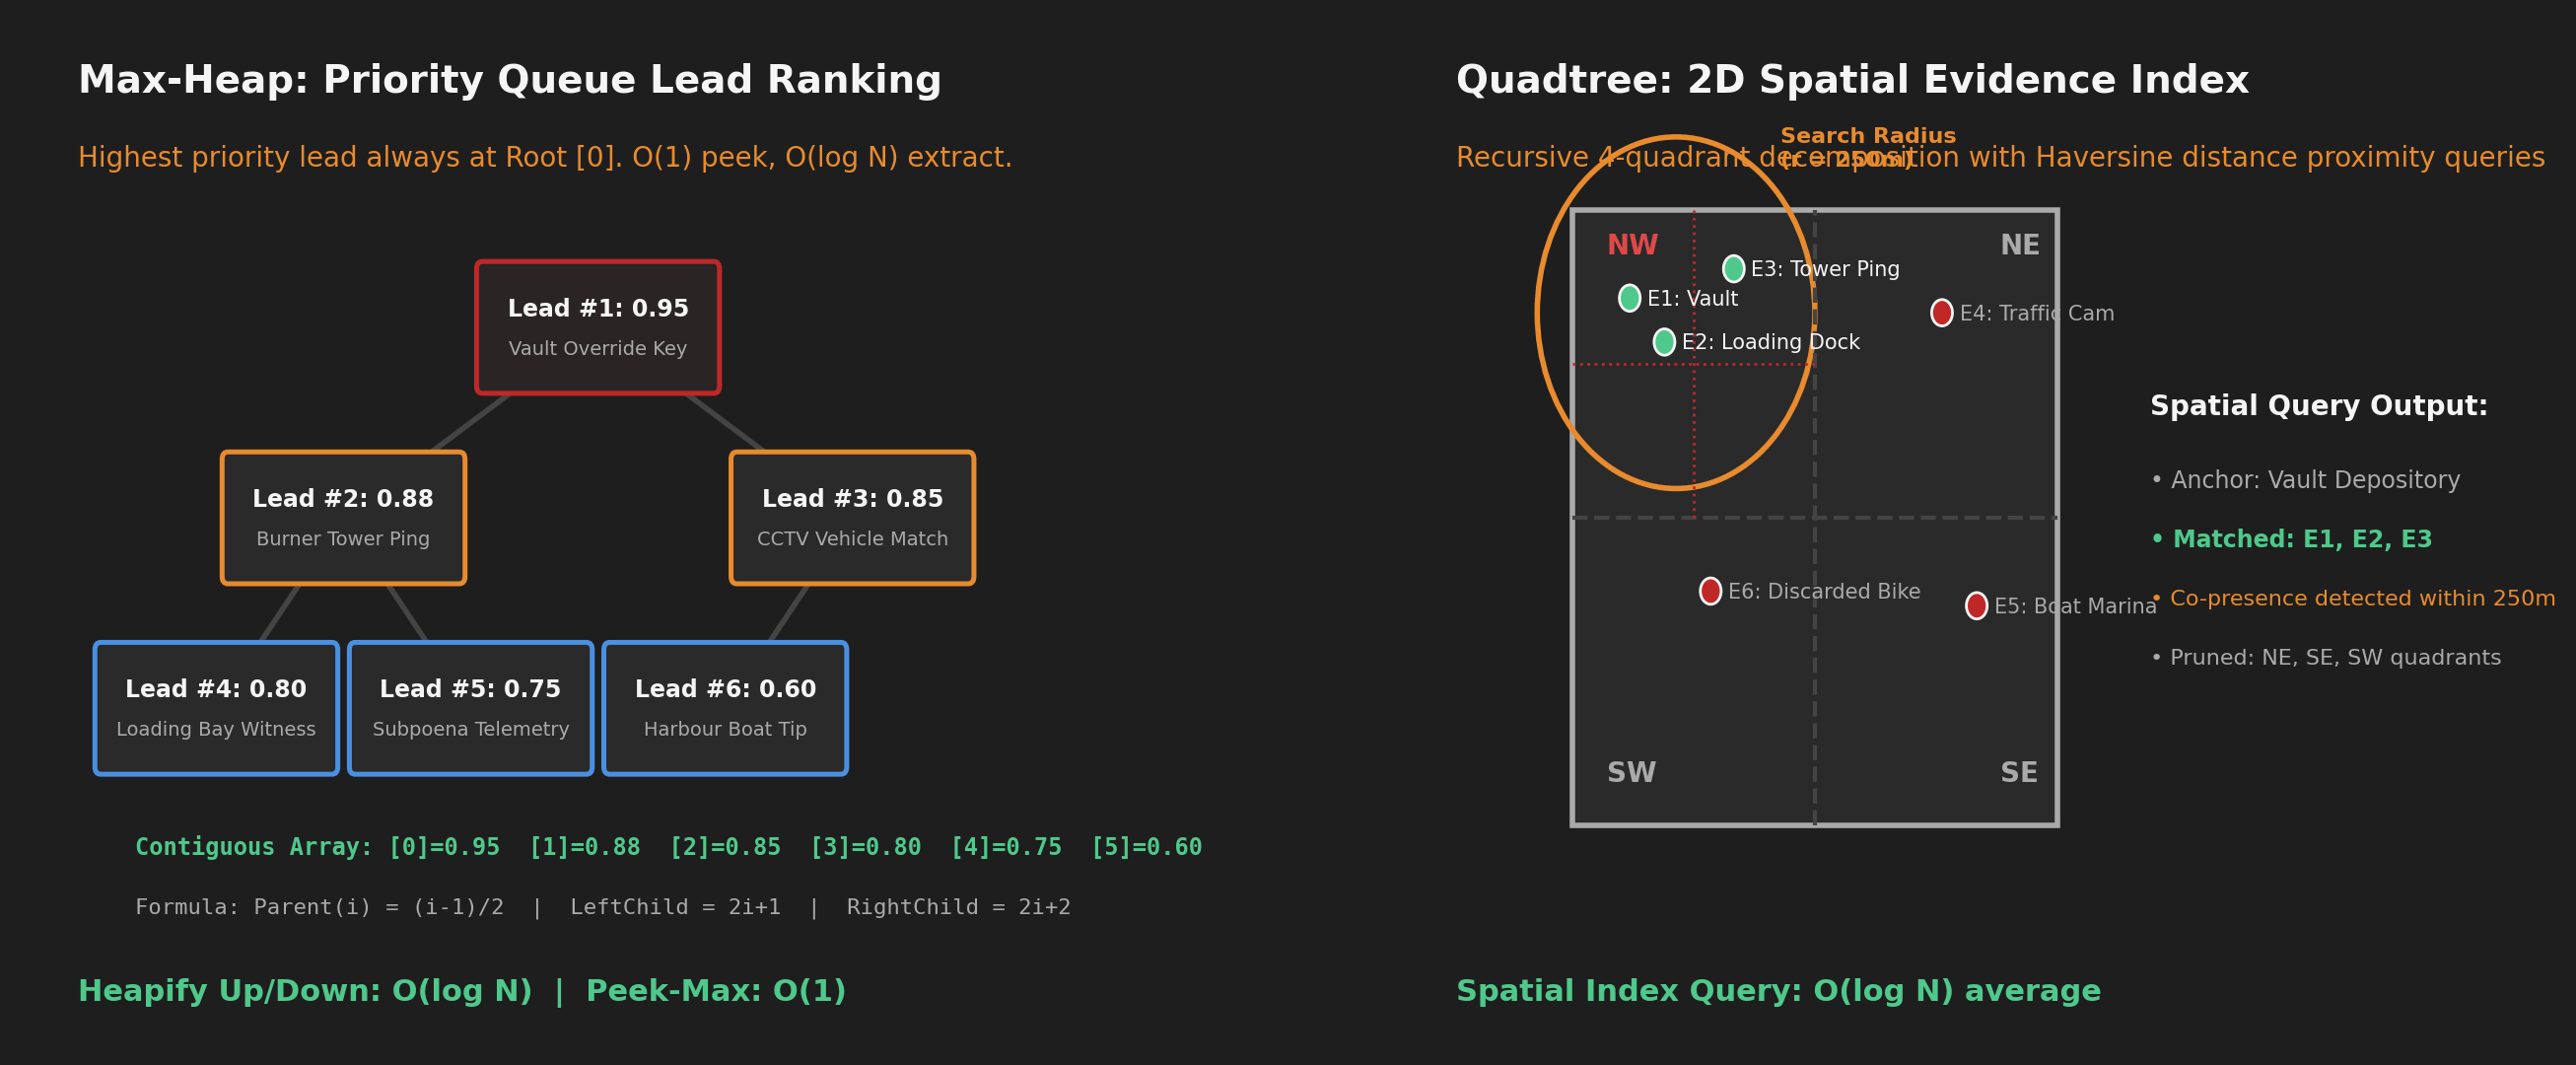 Max-Heap: Priority Queue Lead Ranking
Highest priority lead always at Root [0]. O(1) peek, O(log N) extract.
Lead #1: 0.95
Vault Override Key
Lead #2: 0.88
Burner Tower Ping
Lead #3: 0.85
CCTV Vehicle Match
Lead #4: 0.80
Loading Bay Witness
Lead #5: 0.75
Subpoena Telemetry
Lead #6: 0.60
Harbour Boat Tip
Contiguous Array: [0]=0.95  [1]=0.88  [2]=0.85  [3]=0.80  [4]=0.75  [5]=0.60
Formula: Parent(i) = (i-1)/2  |  LeftChild = 2i+1  |  RightChild = 2i+2
Heapify Up/Down: O(log N)  |  Peek-Max: O(1)
Quadtree: 2D Spatial Evidence Index
Search Radius
(r = 250m)
Recursive 4-quadrant decomposition with Haversine distance proximity queries
NW
NE
E3: Tower Ping
E1: Vault
E4: Traffic Cam
E2: Loading Dock
E6: Discarded Bike
E5: Boat Marina
SW
SE
Spatial Query Output:
• Anchor: Vault Depository
• Matched: E1, E2, E3
• Co-presence detected within 250m
• Pruned: NE, SE, SW quadrants
Spatial Index Query: O(log N) average